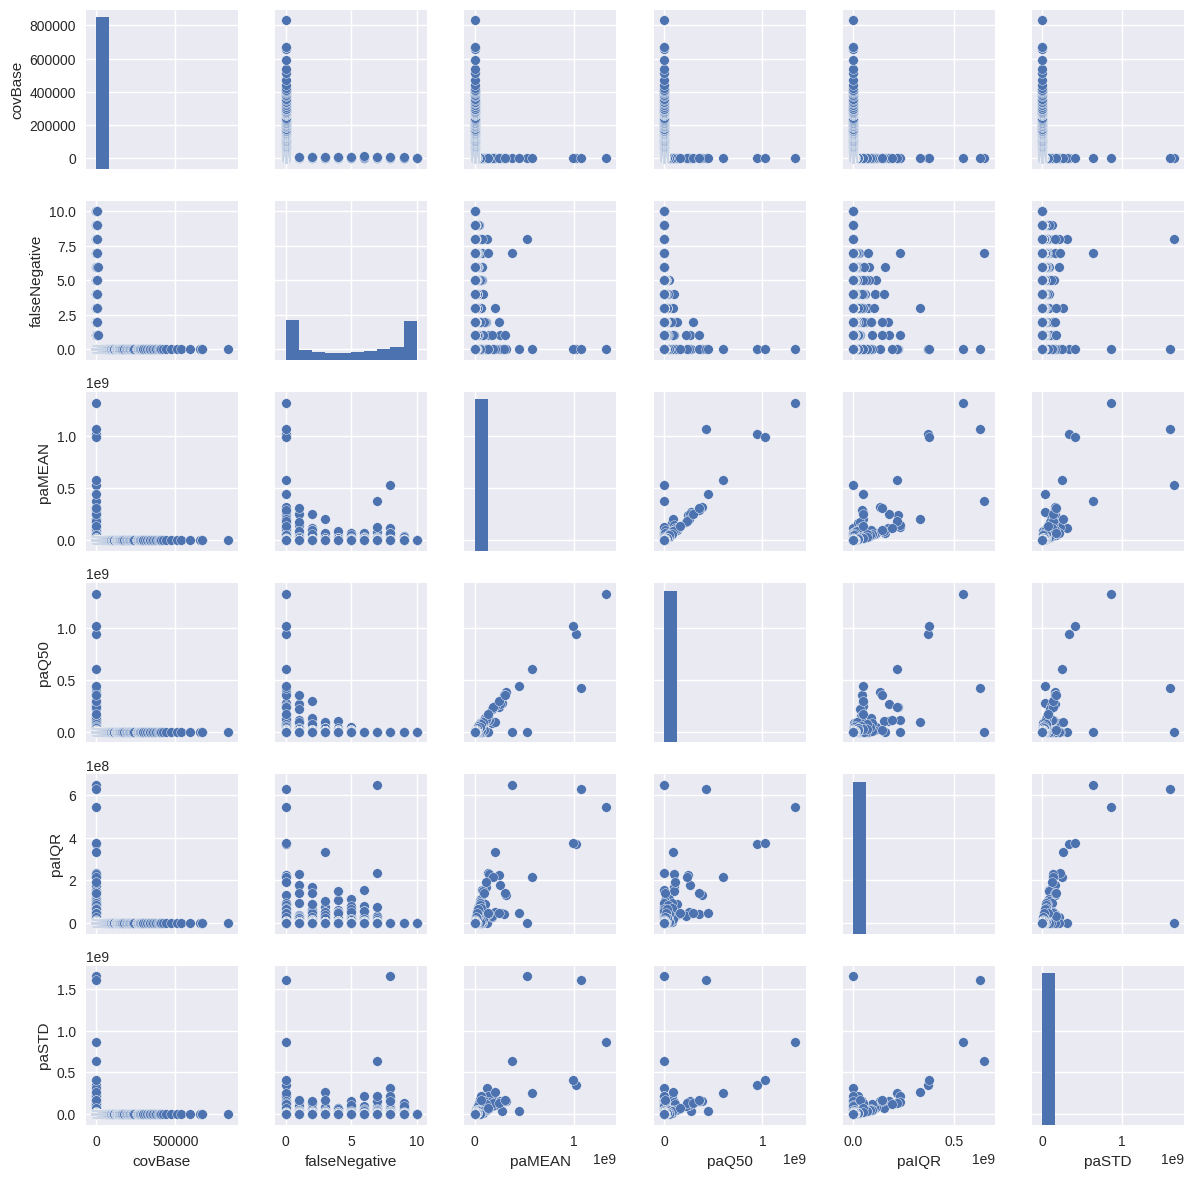 covBase
800000
600000
400000
200000
0
falseNegative
10.0
7.5
5.0
2.5
0.0
1e9
paMEAN
1.0
0.5
0.0
1e9
paQ50
1.0
0.5
0.0
1e8
paIQR
6
4
2
0
1e9
paSTD
1.5
1.0
0.5
0.0
0 500000 0 5 10 0 1 0 1 0.0 0.5 0 1
covBase falseNegative paMEAN 1e9 paQ50 1e9 paIQR 1e9 paSTD 1e9